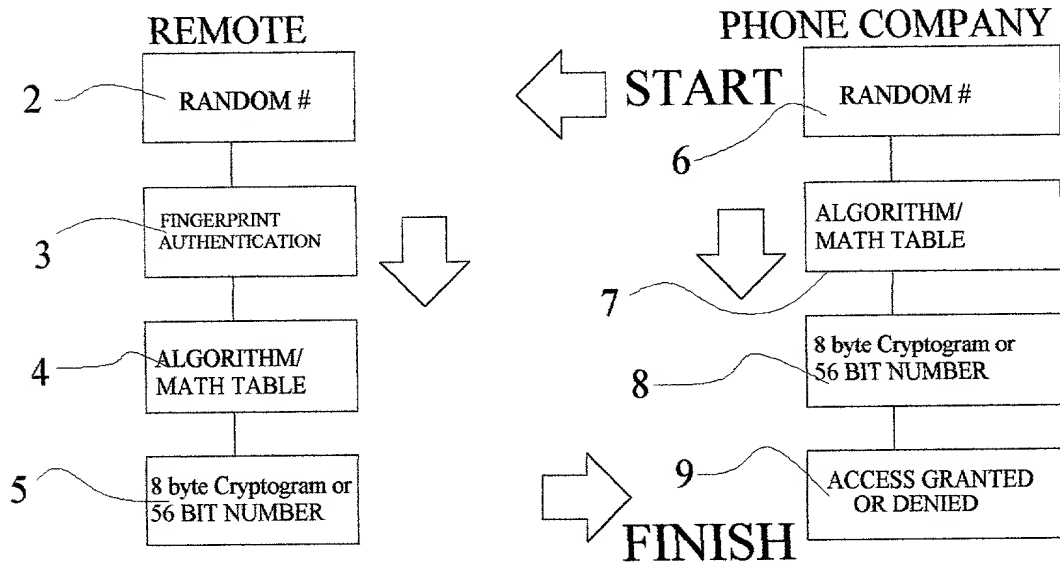 REMOTE
2
RANDOM #
3
FINGERPRINT
AUTHENTICATION
4
ALGORITHM/
MATH TABLE
5
8 byte Cryptogram or
56 BIT NUMBER
START
FINISH
PHONE COMPANY
RANDOM #
6
ALGORITHM/
MATH TABLE
7
8 byte Cryptogram or
56 BIT NUMBER
8
9
ACCESS GRANTED
OR DENIED